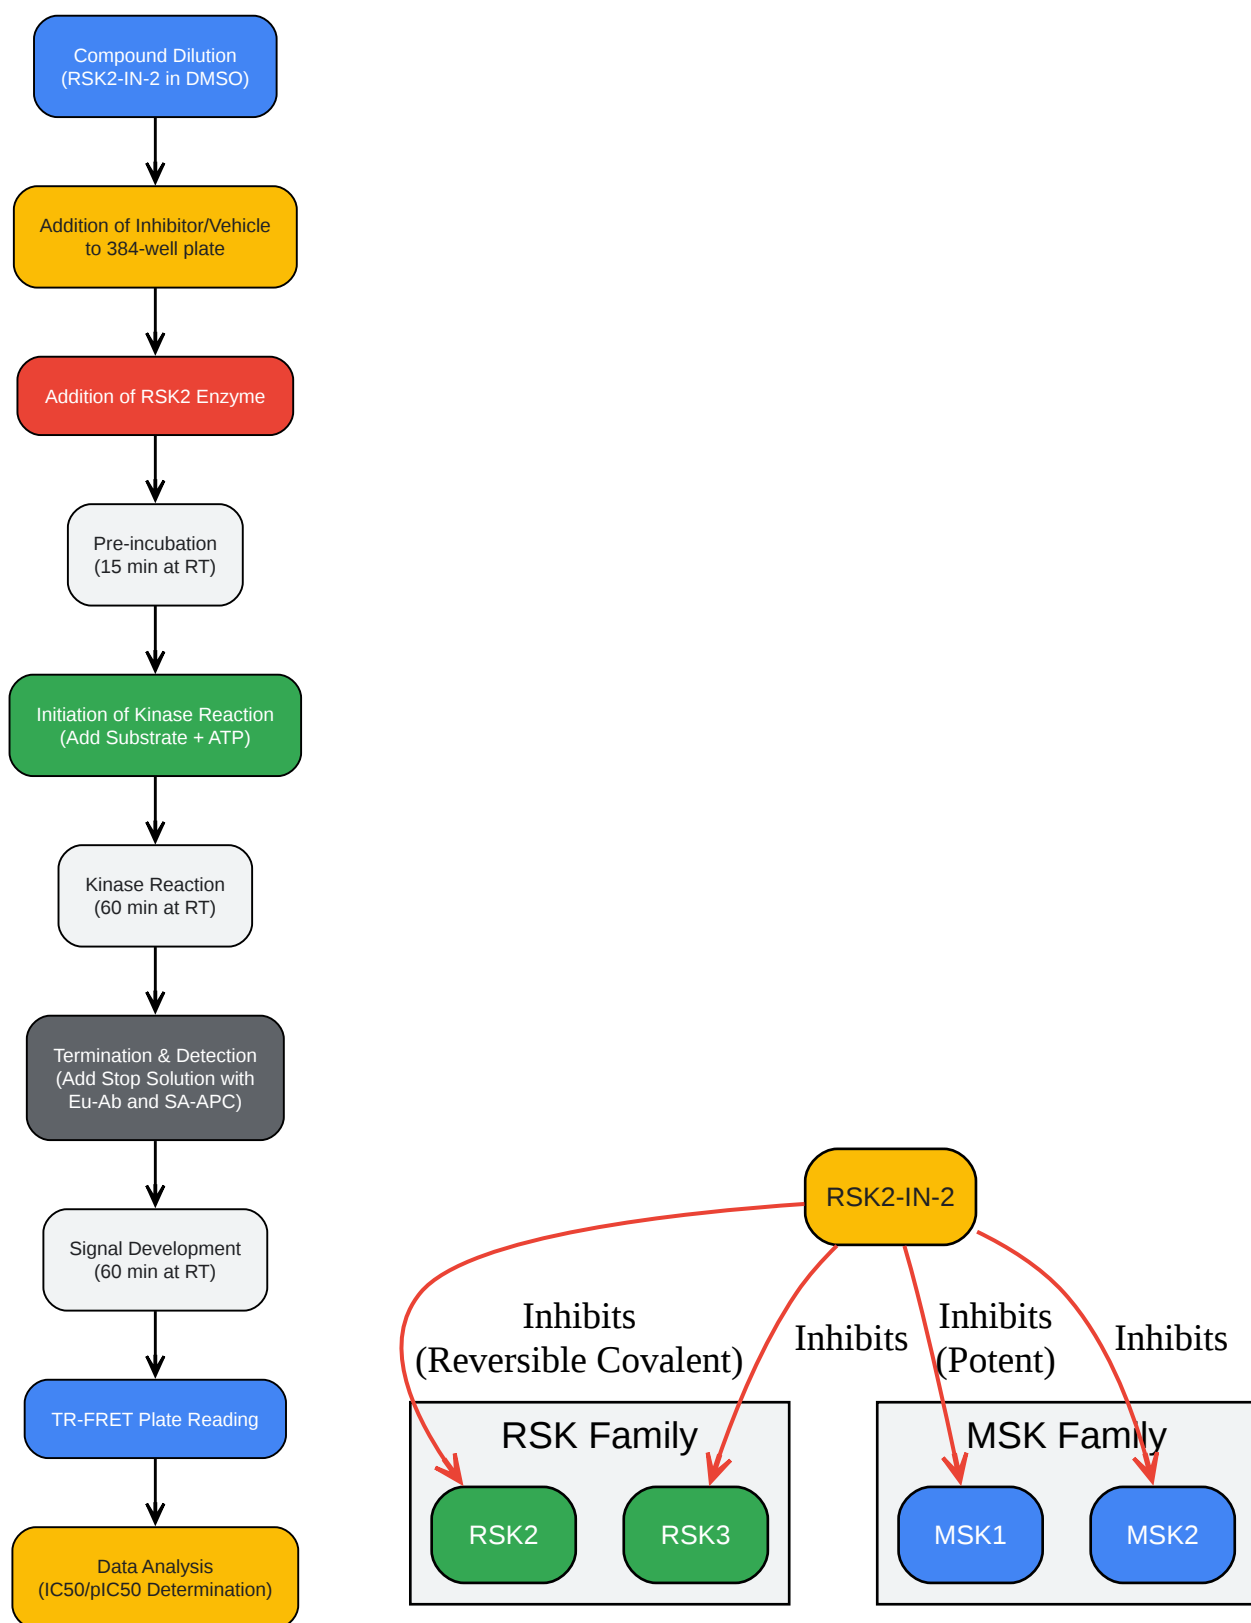 Compound Dilution
(RSK2-IN-2 in DMSO)
Addition of Inhibitor/Vehicle
to 384-well plate
Addition of RSK2 Enzyme
Pre-incubation
(15 min at RT)
Initiation of Kinase Reaction
(Add Substrate + ATP)
Kinase Reaction
(60 min at RT)
Termination & Detection
(Add Stop Solution with
Eu-Ab and SA-APC)
Signal Development
(60 min at RT)
TR-FRET Plate Reading
Data Analysis
(IC50/pIC50 Determination)
RSK2-IN-2
Inhibits
(Reversible Covalent)
Inhibits
Inhibits
(Potent)
Inhibits
RSK Family
RSK2
RSK3
MSK Family
MSK1
MSK2